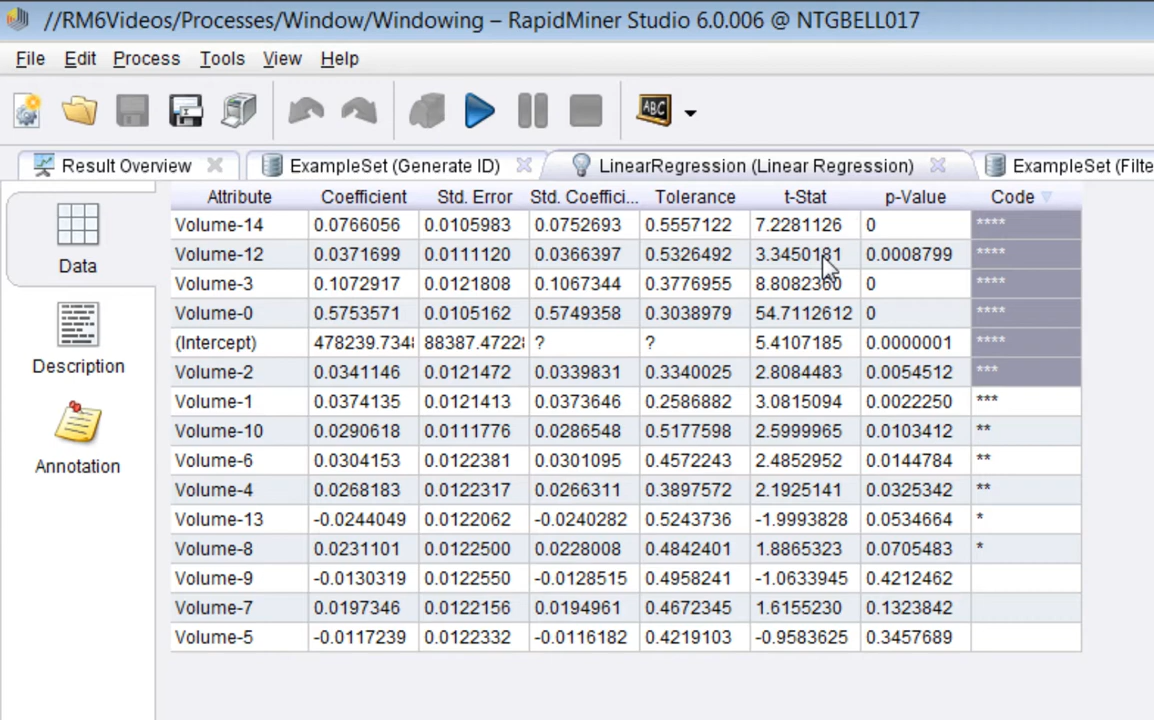 //RM6Videos/Processes/Window/Windowing – RapidMiner Studio 6.0.006 @ NTGBELL017
File Edit Process Tools View Help
ABC
Result Overview ExampleSet (Generate ID) LinearRegression (Linear Regression) ExampleSet (Filte
Attribute Coefficient Std. Error Std. Coeffici... Tolerance t-Stat p-Value Code
Volume-14 0.0766056 0.0105983 0.0752693 0.5557122 7.2281126 0 ****
Volume-12 0.0371699 0.0111120 0.0366397 0.5326492 3.3450181 0.0008799 ****
Volume-3 0.1072917 0.0121808 0.1067344 0.3776955 8.8082360 0 ****
Volume-0 0.5753571 0.0105162 0.5749358 0.3038979 54.7112612 0 ****
(Intercept) 478239.734 88387.4722 ? ? 5.4107185 0.0000001 ****
Volume-2 0.0341146 0.0121472 0.0339831 0.3340025 2.8084483 0.0054512 ***
Volume-1 0.0374135 0.0121413 0.0373646 0.2586882 3.0815094 0.0022250 ***
Volume-10 0.0290618 0.0111776 0.0286548 0.5177598 2.5999965 0.0103412 **
Volume-6 0.0304153 0.0122381 0.0301095 0.4572243 2.4852952 0.0144784 **
Volume-4 0.0268183 0.0122317 0.0266311 0.3897572 2.1925141 0.0325342 **
Volume-13 -0.0244049 0.0122062 -0.0240282 0.5243736 -1.9993828 0.0534664 *
Volume-8 0.0231101 0.0122500 0.0228008 0.4842401 1.8865323 0.0705483 *
Volume-9 -0.0130319 0.0122550 -0.0128515 0.4958241 -1.0633945 0.4212462
Volume-7 0.0197346 0.0122156 0.0194961 0.4672345 1.6155230 0.1323842
Volume-5 -0.0117239 0.0122332 -0.0116182 0.4219103 -0.9583625 0.3457689
Data
Description
Annotation